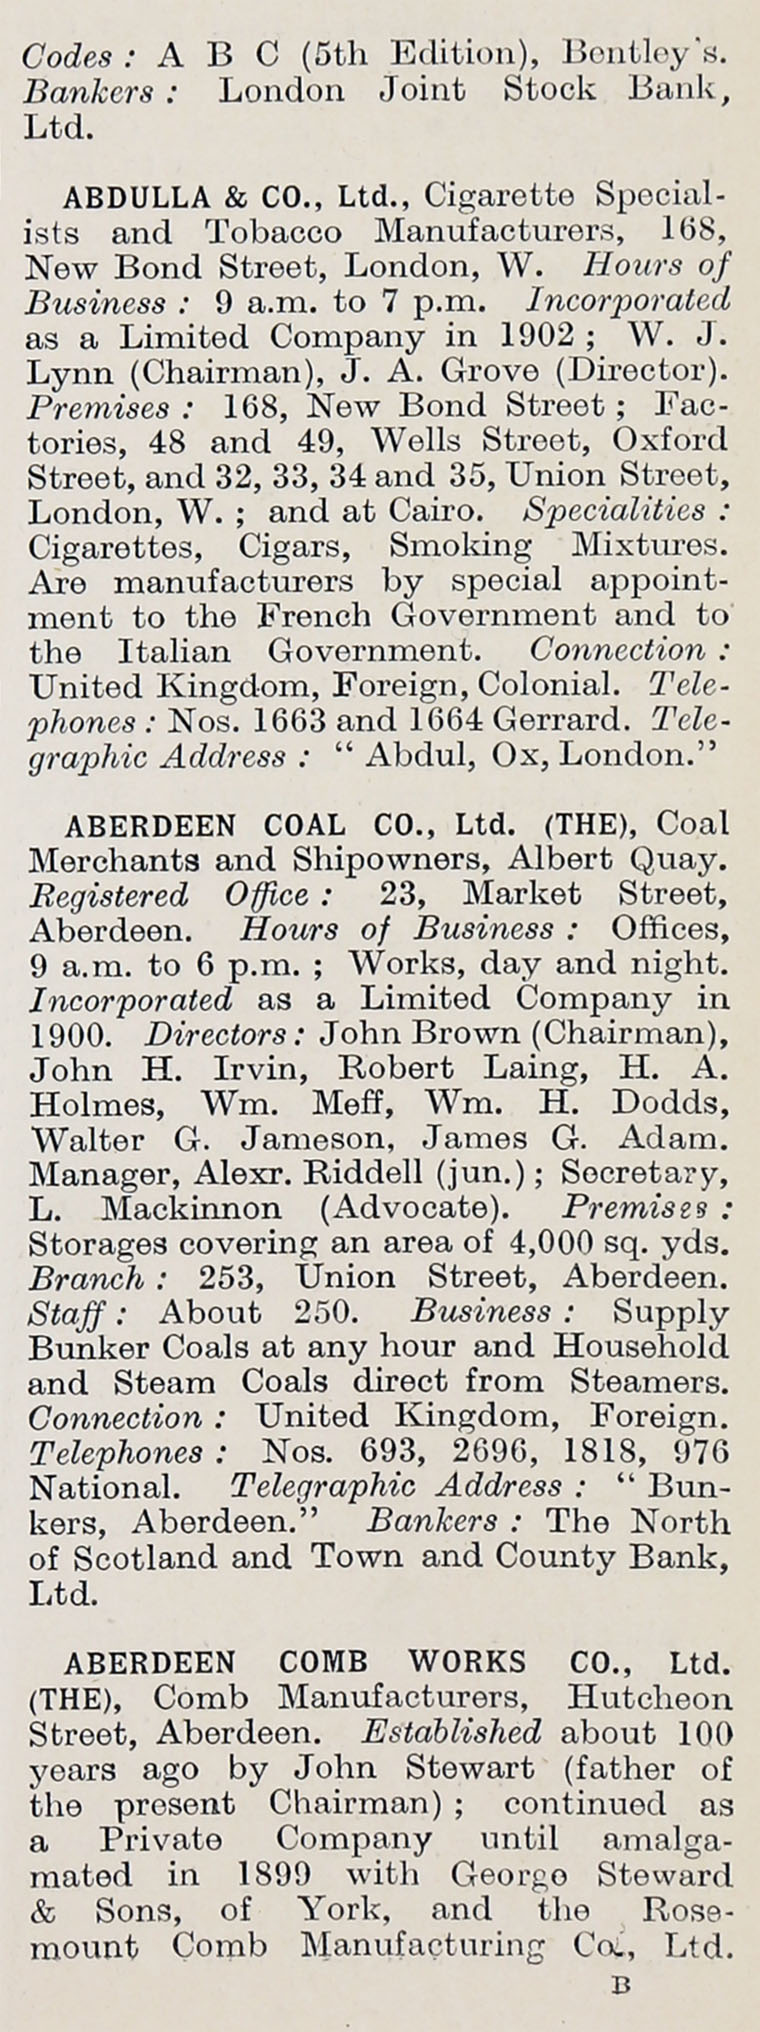 Codes : A B C (5th Edition), Bentley's.
Bankers : London Joint Stock Bank,
Ltd.
ABDULLA & CO., Ltd., Cigarette Special-
ists and Tobacco Manufacturers, 168,
New Bond Street, London, W. Hours of
Business : 9 a.m. to 7 p.m. Incorporated
as a Limited Company in 1902 ; W. J.
Lynn (Chairman), J. A. Grove (Director).
Premises : 168, New Bond Street ; Fac-
tories, 48 and 49, Wells Street, Oxford
Street, and 32, 33, 34 and 35, Union Street,
London, W. ; and at Cairo. Specialities :
Cigarettes, Cigars, Smoking Mixtures.
Are manufacturers by special appoint-
ment to the French Government and to
the Italian Government. Connection :
United Kingdom, Foreign, Colonial. Tele-
phones : Nos. 1663 and 1664 Gerrard. Tele-
graphic Address : " Abdul, Ox, London."
ABERDEEN COAL CO., Ltd. (THE), Coal
Merchants and Shipowners, Albert Quay.
Registered Office : 23, Market Street,
Aberdeen. Hours of Business : Offices,
9 a.m. to 6 p.m. ; Works, day and night.
Incorporated as a Limited Company in
1900. Directors : John Brown (Chairman),
John H. Irvin, Robert Laing, H. A.
Holmes, Wm. Meff, Wm. H. Dodds,
Walter G. Jameson, James G. Adam.
Manager, Alexr. Riddell (jun.) ; Secretary,
L. Mackinnon (Advocate). Premises :
Storages covering an area of 4,000 sq. yds.
Branch : 253, Union Street, Aberdeen.
Staff : About 250. Business : Supply
Bunker Coals at any hour and Household
and Steam Coals direct from Steamers.
Connection : United Kingdom, Foreign.
Telephones : Nos. 693, 2696, 1818, 976
National. Telegraphic Address : " Bun-
kers, Aberdeen." Bankers : The North
of Scotland and Town and County Bank,
Ltd.
ABERDEEN COMB WORKS CO., Ltd.
(THE), Comb Manufacturers, Hutcheon
Street, Aberdeen. Established about 100
years ago by John Stewart (father of
the present Chairman) ; continued as
a Private Company until amalga-
mated in 1899 with George Steward
& Sons, of York, and the Rose-
mount Comb Manufacturing Co., Ltd.
B